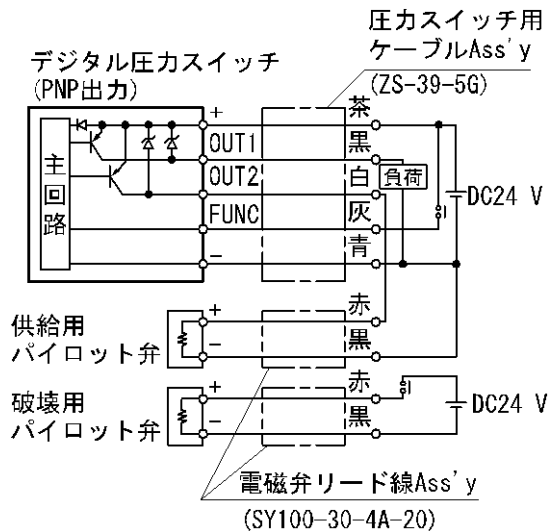 圧力スイッチ用
ケーブルAss'y
(ZS-39-5G)
デジタル圧力スイッチ
(PNP出力)
主回路
+
OUT1
OUT2
FUNC
-
茶
黒
白
灰
青
負荷
DC24 V
供給用
パイロット弁
+
-
赤
黒
破壊用
パイロット弁
+
-
赤
黒
DC24 V
電磁弁リード線Ass'y
(SY100-30-4A-20)